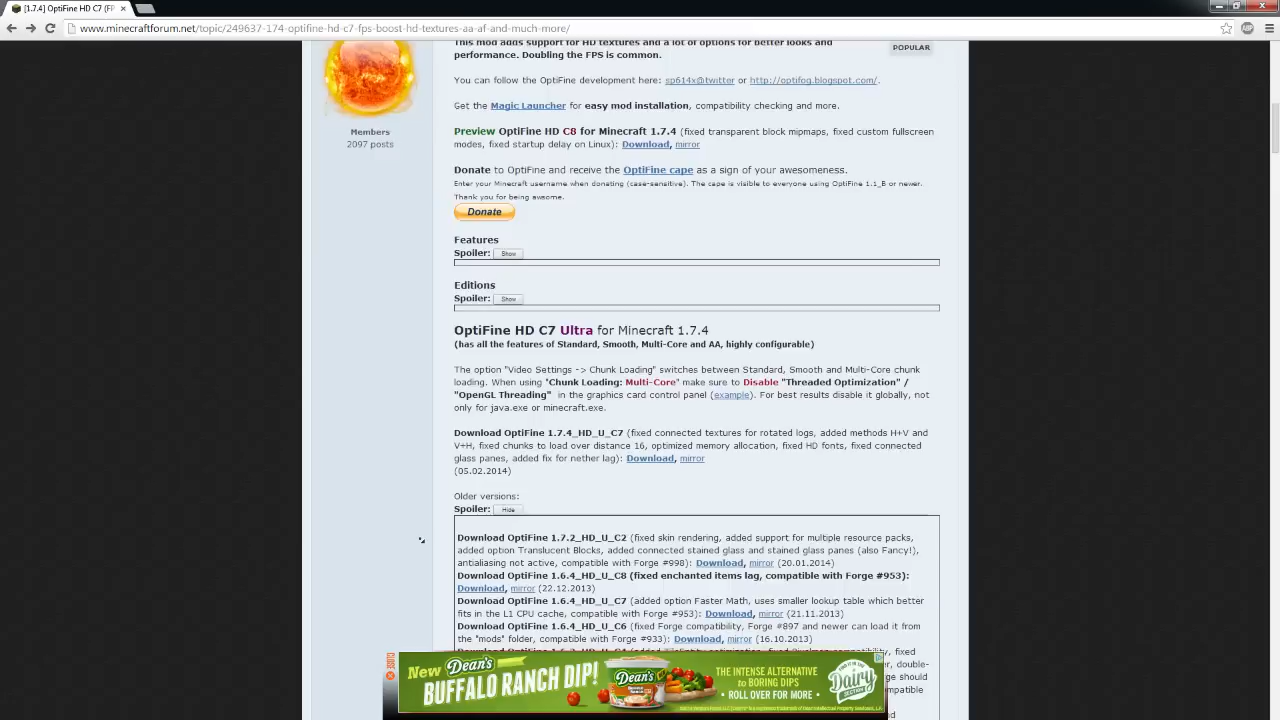 [1.7.4] OptiFine HD C7 (FP
www.minecraftforum.net/topic/249637-174-optifine-hd-c7-fps-boost-hd-textures-aa-af-and-much-more/
This mod adds support for HD textures and a lot of options for better looks and
performance. Doubling the FPS is common.
POPULAR
You can follow the OptiFine development here: sp614x@twitter or http://optifog.blogspot.com/.
Get the Magic Launcher for easy mod installation, compatibility checking and more.
Members
2097 posts
Preview OptiFine HD C8 for Minecraft 1.7.4 (fixed transparent block mipmaps, fixed custom fullscreen
modes, fixed startup delay on Linux): Download, mirror
Donate to OptiFine and receive the OptiFine cape as a sign of your awesomeness.
Enter your Minecraft username when donating (case-sensitive). The cape is visible to everyone using OptiFine 1.1_B or newer.
Thank you for being awsome.
Donate
Features
Spoiler: Show
Editions
Spoiler: Show
OptiFine HD C7 Ultra for Minecraft 1.7.4
(has all the features of Standard, Smooth, Multi-Core and AA, highly configurable)
The option "Video Settings -> Chunk Loading" switches between Standard, Smooth and Multi-Core chunk
loading. When using "Chunk Loading: Multi-Core" make sure to Disable "Threaded Optimization" /
"OpenGL Threading" in the graphics card control panel (example). For best results disable it globally, not
only for java.exe or minecraft.exe.
Download OptiFine 1.7.4_HD_U_C7 (fixed connected textures for rotated logs, added methods H+V and
V+H, fixed chunks to load over distance 16, optimized memory allocation, fixed HD fonts, fixed connected
glass panes, added fix for nether lag): Download, mirror
(05.02.2014)
Older versions:
Spoiler: Hide
Download OptiFine 1.7.2_HD_U_C2 (fixed skin rendering, added support for multiple resource packs,
added option Translucent Blocks, added connected stained glass and stained glass panes (also Fancy!),
antialiasing not active, compatible with Forge #998): Download, mirror (20.01.2014)
Download OptiFine 1.6.4_HD_U_C8 (fixed enchanted items lag, compatible with Forge #953):
Download, mirror (22.12.2013)
Download OptiFine 1.6.4_HD_U_C7 (added option Faster Math, uses smaller lookup table which better
fits in the L1 CPU cache, compatible with Forge #953): Download, mirror (21.11.2013)
Download OptiFine 1.6.4_HD_U_C6 (fixed Forge compatibility, Forge #897 and newer can load it from
the "mods" folder, compatible with Forge #933): Download, mirror (16.10.2013)
CLOSE
New Dean's
BUFFALO RANCH DIP!
Dean's
THE INTENSE ALTERNATIVE
to BORING DIPS
ROLL OVER FOR MORE
FIND IT IN THE
Dairy
SECTION